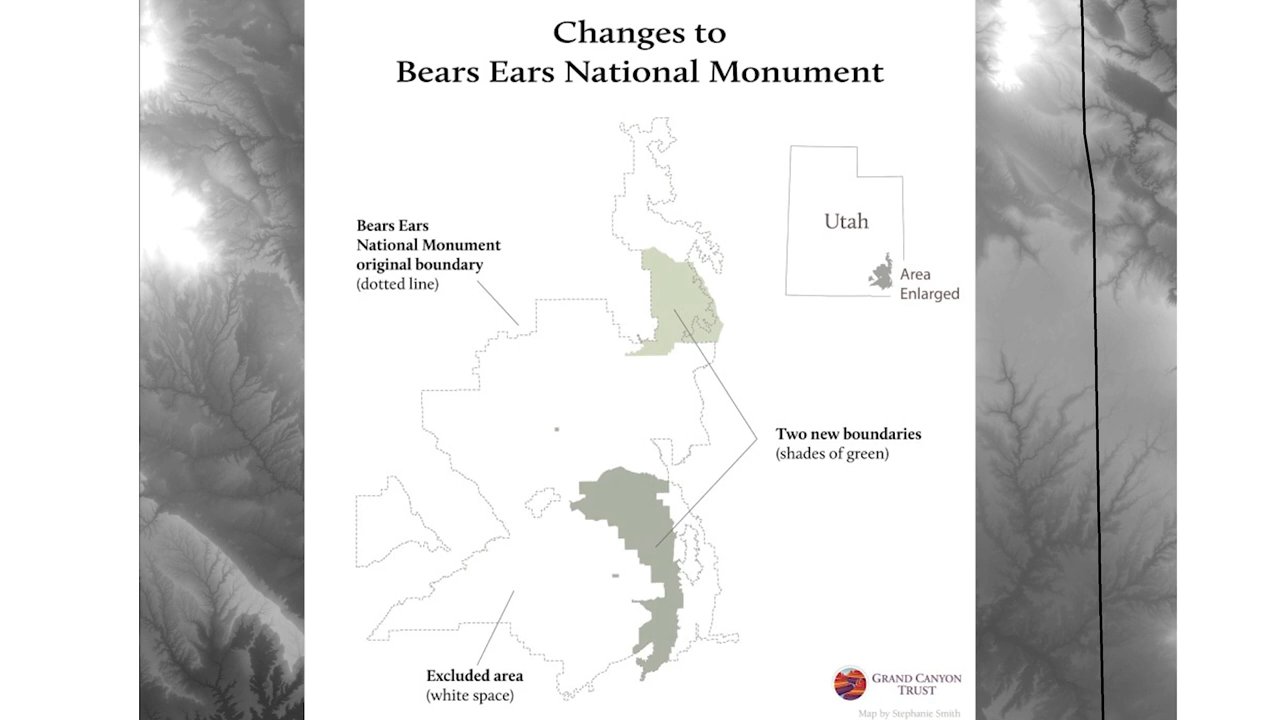 Changes to
Bears Ears National Monument
Bears Ears
National Monument
original boundary
(dotted line)
Utah
Area
Enlarged
Two new boundaries
(shades of green)
Excluded area
(white space)
GRAND CANYON
TRUST
Map by Stephanie Smith